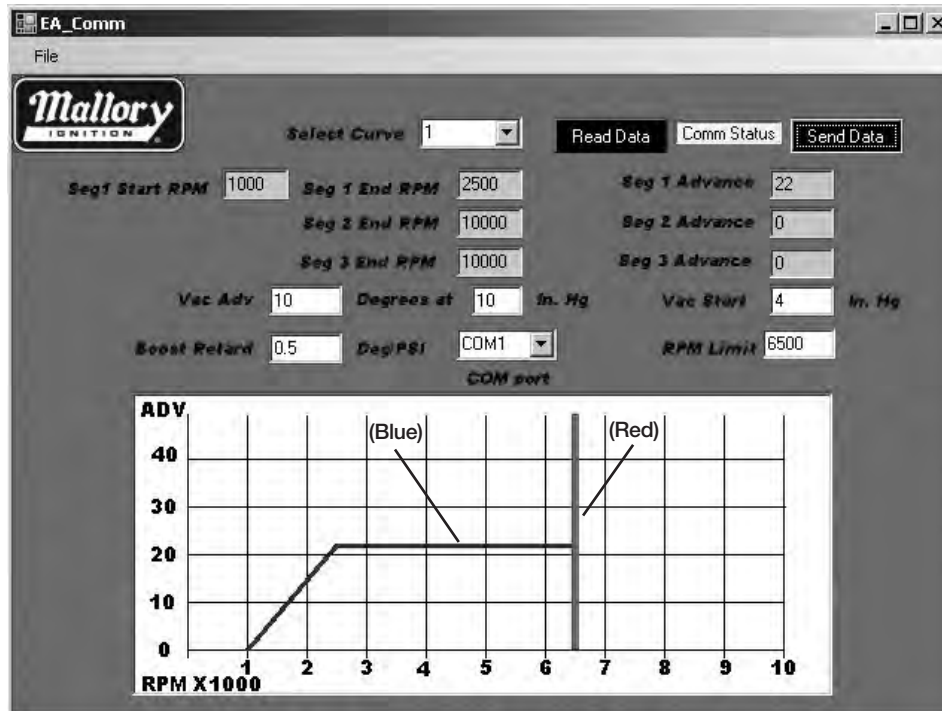 EA_Comm
File
Mallory
IGNITION
Select Curve 1 Read Data Comm Status Send Data
Seg1 Start RPM 1000 Seg 1 End RPM 2500 Seg 1 Advance 22
Seg 2 End RPM 10000 Seg 2 Advance 0
Seg 3 End RPM 10000 Seg 3 Advance 0
Vac Adv 10 Degrees at 10 In. Hg Vac Start 4 In. Hg
Boost Retard 0.5 Deg/PSI COM1 RPM Limit 6500
COM port
ADV
(Blue) (Red)
40
30
20
10
0
1 2 3 4 5 6 7 8 9 10
RPM X1000